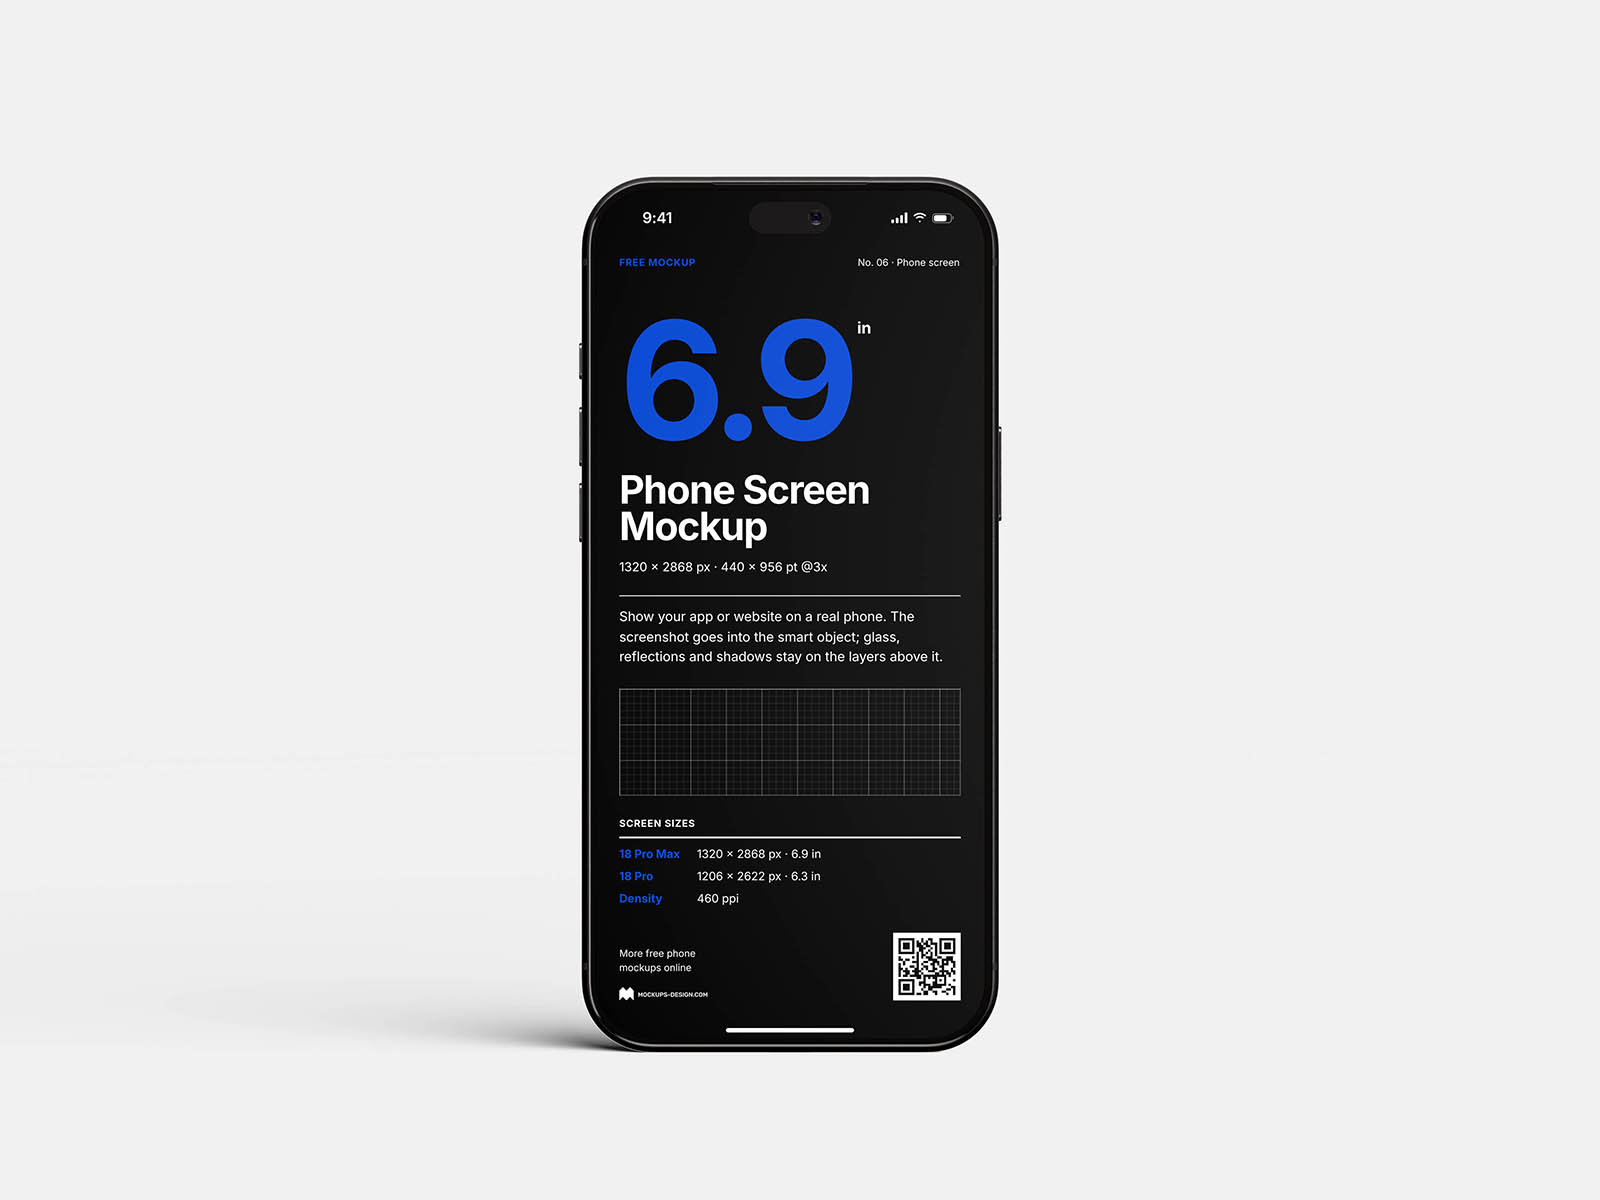 9:41
FREE MOCKUP
No. 06 · Phone screen
6.9 in
Phone Screen
Mockup
1320 × 2868 px · 440 × 956 pt @3x
Show your app or website on a real phone. The
screenshot goes into the smart object; glass,
reflections and shadows stay on the layers above it.
SCREEN SIZES
18 Pro Max 1320 × 2868 px · 6.9 in
18 Pro 1206 × 2622 px · 6.3 in
Density 460 ppi
More free phone
mockups online
MOCKUPS-DESIGN.COM